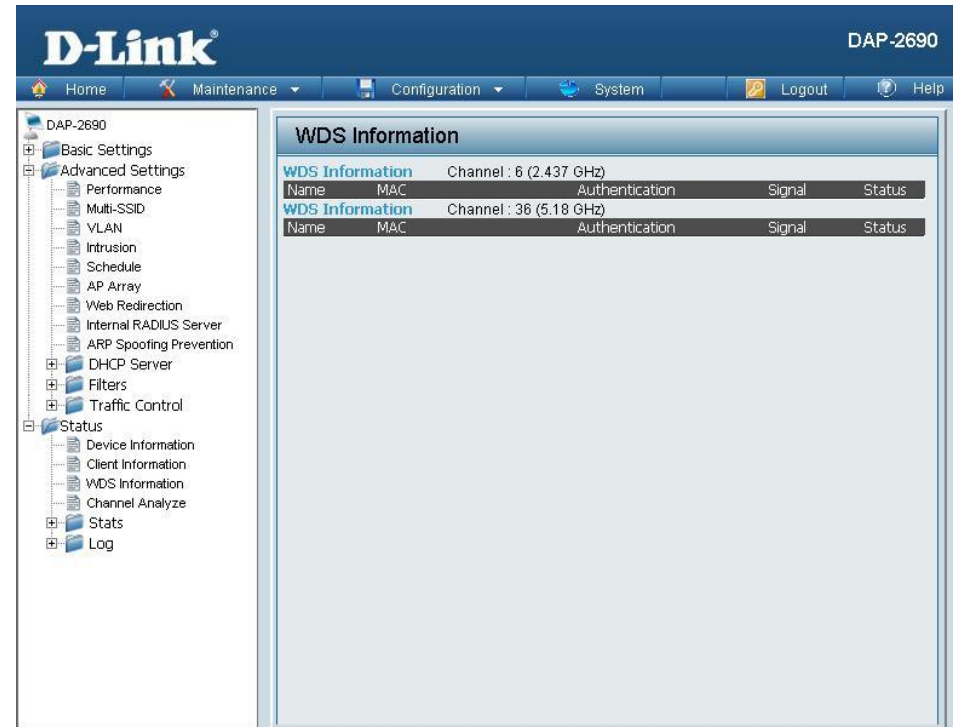 D-Link®
DAP-2690
Home Maintenance Configuration System Logout Help
DAP-2690
Basic Settings
Advanced Settings
Performance
Multi-SSID
VLAN
Intrusion
Schedule
AP Array
Web Redirection
Internal RADIUS Server
ARP Spoofing Prevention
DHCP Server
Filters
Traffic Control
Status
Device Information
Client Information
WDS Information
Channel Analyze
Stats
Log
WDS Information
WDS Information Channel : 6 (2.437 GHz)
Name MAC Authentication Signal Status
WDS Information Channel : 36 (5.18 GHz)
Name MAC Authentication Signal Status